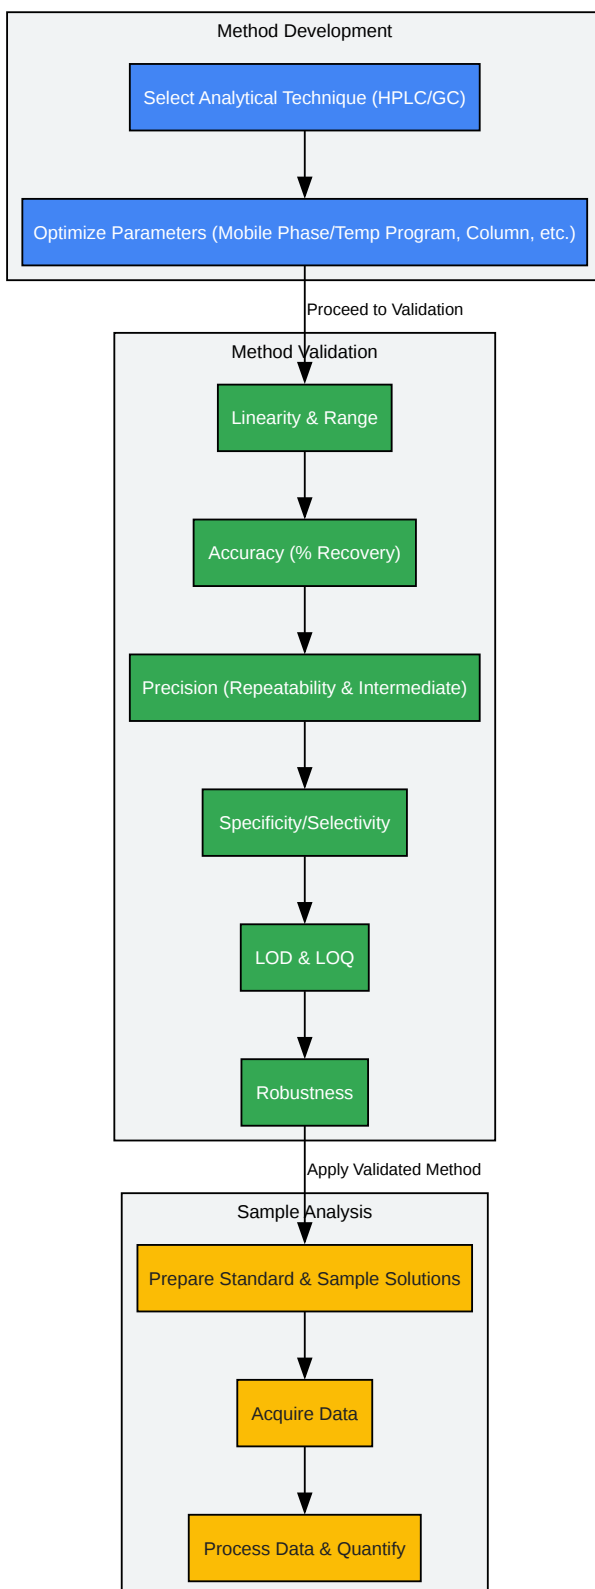 Method Development
Select Analytical Technique (HPLC/GC)
Optimize Parameters (Mobile Phase/Temp Program, Column, etc.)
Proceed to Validation
Method Validation
Linearity & Range
Accuracy (% Recovery)
Precision (Repeatability & Intermediate)
Specificity/Selectivity
LOD & LOQ
Robustness
Apply Validated Method
Sample Analysis
Prepare Standard & Sample Solutions
Acquire Data
Process Data & Quantify